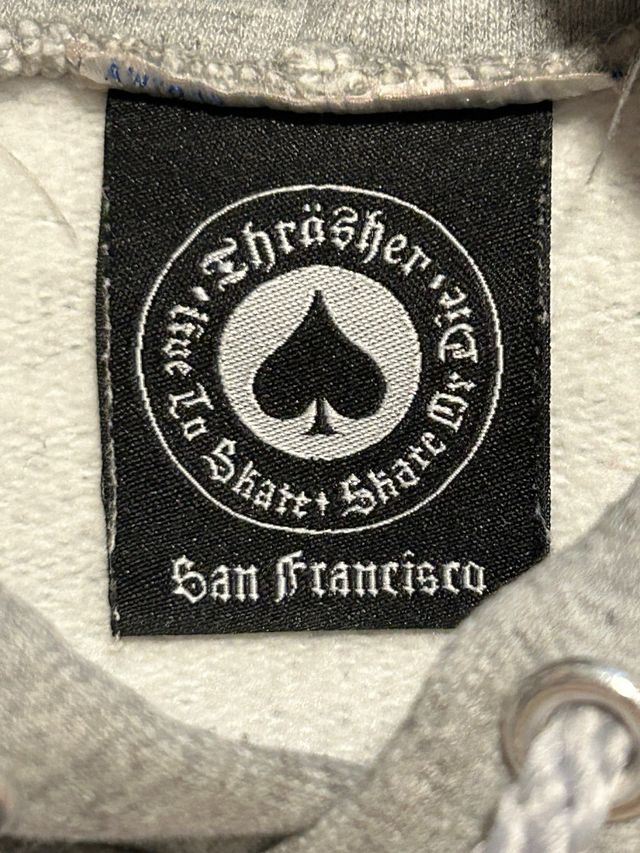 Thräsher
Live To Skate
Skate Or Die
San Francisco